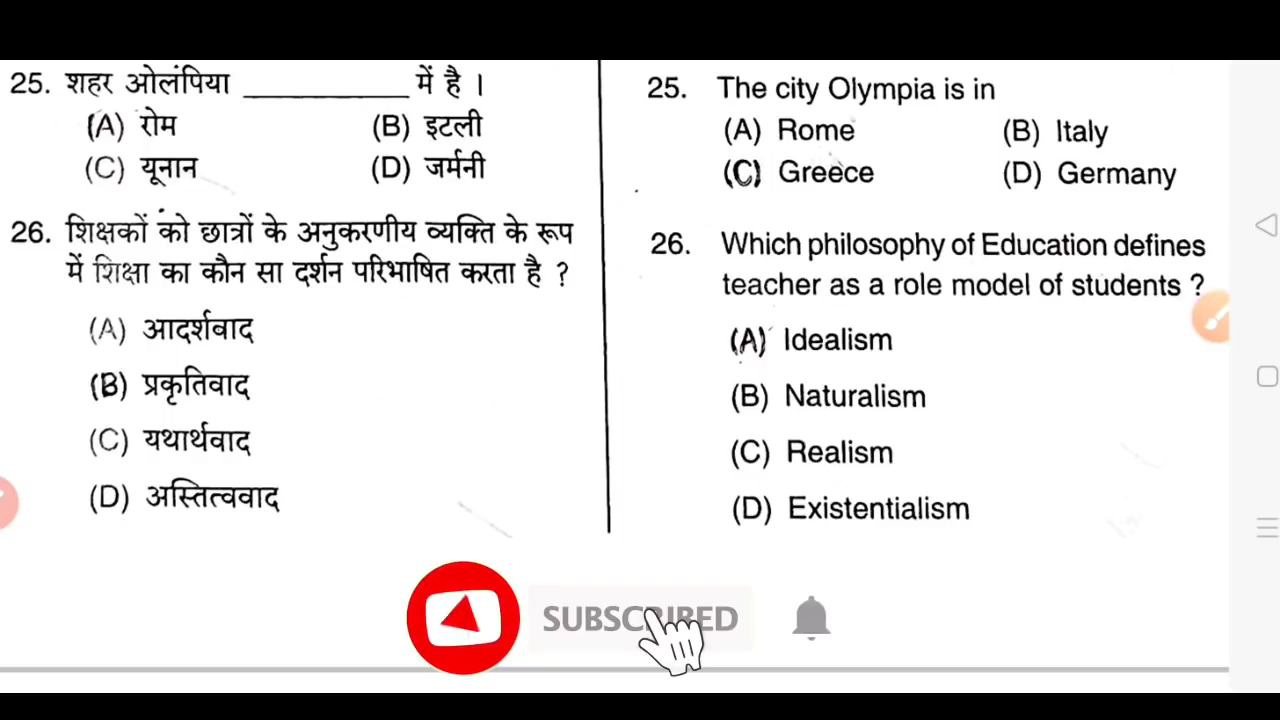 25. शहर ओलंपिया __________ में है ।
(A) रोम (B) इटली
(C) यूनान (D) जर्मनी
26. शिक्षकों को छात्रों के अनुकरणीय व्यक्ति के रूप
में शिक्षा का कौन सा दर्शन परिभाषित करता है ?
(A) आदर्शवाद
(B) प्रकृतिवाद
(C) यथार्थवाद
(D) अस्तित्ववाद
25. The city Olympia is in
(A) Rome (B) Italy
(C) Greece (D) Germany
26. Which philosophy of Education defines
teacher as a role model of students ?
(A) Idealism
(B) Naturalism
(C) Realism
(D) Existentialism
SUBSCRIBED